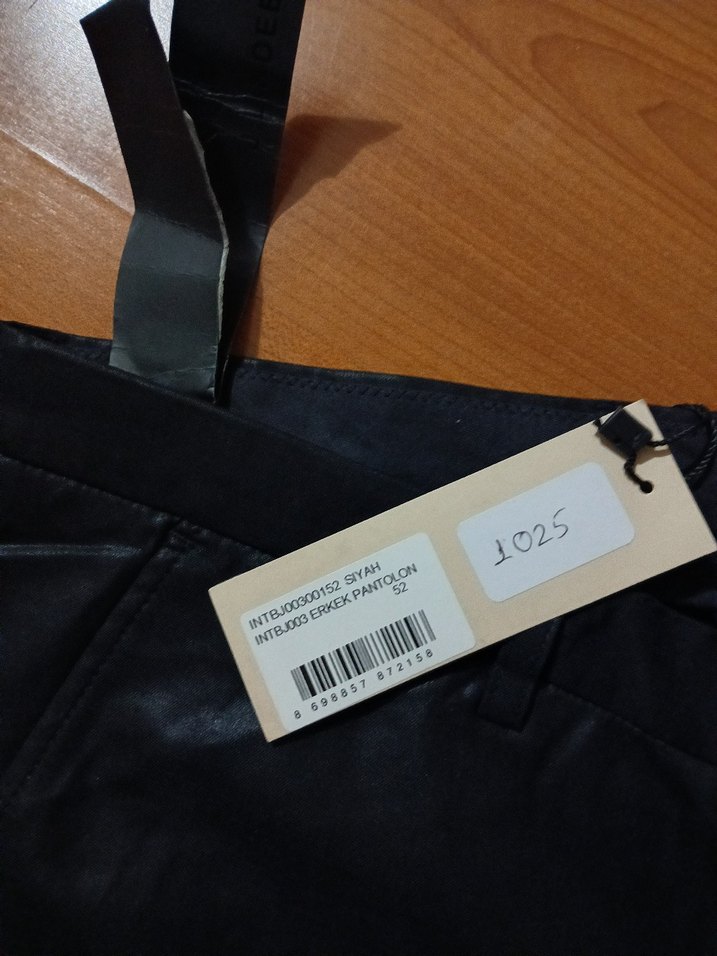 1025
INTBJ00300152 SIYAH
INTBJ003 ERKEK PANTOLON
52
8 698857 872158